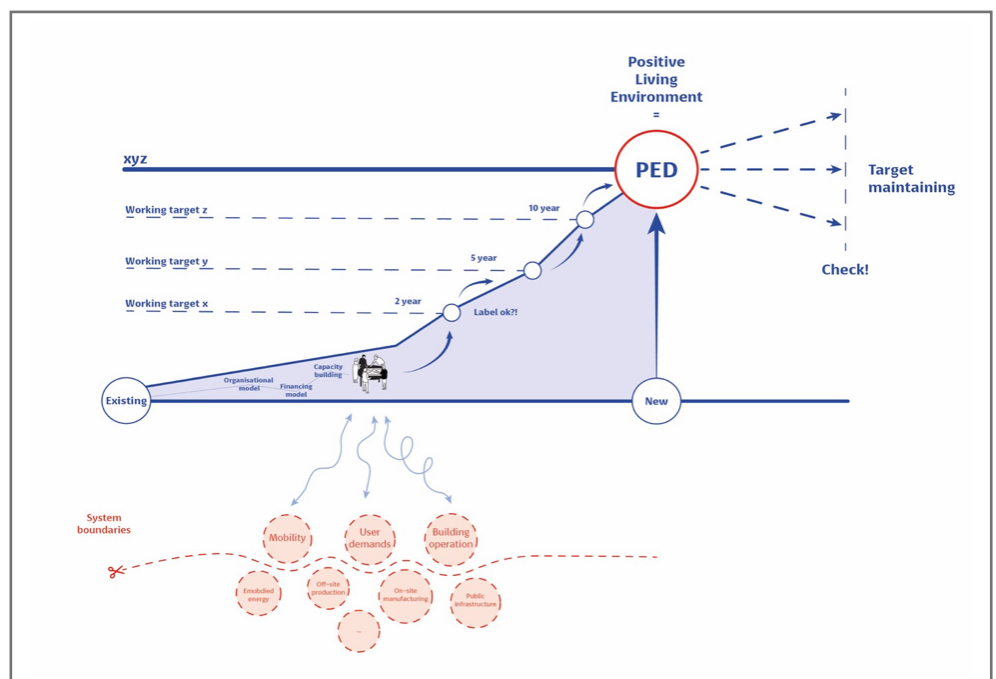 Positive
Living
Environment
=
PED
xyz
Target
maintaining
Working target z
10 year
Working target y
5 year
Check!
Working target x
2 year
Label ok?!
Capacity
building
Organisational
model
Financing
model
Existing
New
System
boundaries
Mobility
User
demands
Building
operation
Emobdied
energy
Off-site
production
On-site
manufacturing
Public
infrastructure
...